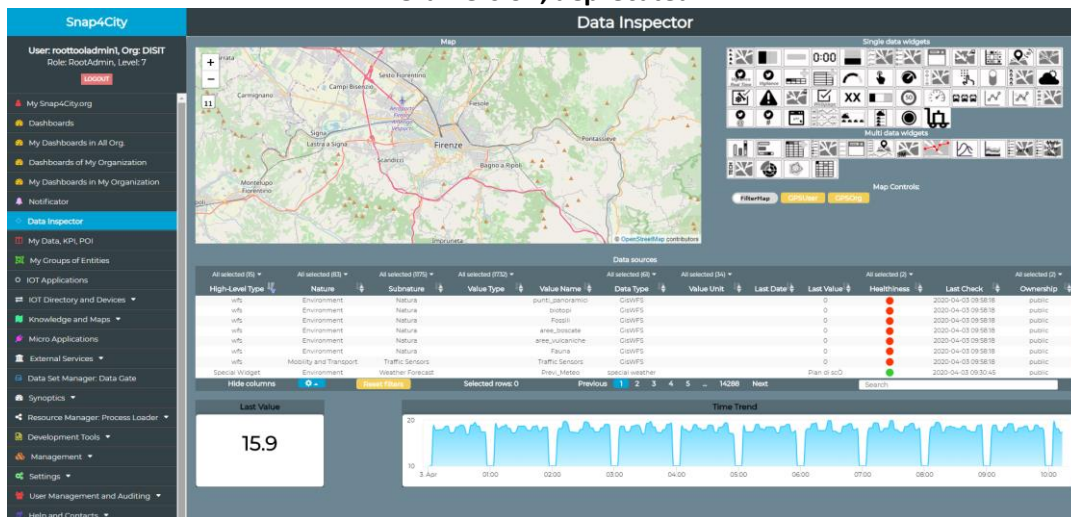 Snap4City
Data Inspector
User: roottooladmin1, Org: DISIT
Role: RootAdmin, Level: 7
LOGOUT
My Snap4City.org
Dashboards
My Dashboards in All Org.
Dashboards of My Organization
My Dashboards in My Organization
Notificator
Data Inspector
My Data, KPI, POI
My Groups of Entities
IOT Applications
IOT Directory and Devices
Knowledge and Maps
Micro Applications
External Services
Data Set Manager: Data Gate
Synoptics
Resource Manager: Process Loader
Development Tools
Management
Settings
User Management and Auditing
Help and Contacts
Map
+
−
11
Sesto Fiorentino
Campi Bisenzio
Carmignano
Fiesole
Signa
Lastra a Signa
Firenze
Pontassieve
Scandicci
Bagno a Ripoli
Montelupo
Fiorentino
Impruneta
© OpenStreetMap contributors
Single data widgets
0:00
XX
Multi data widgets
Map Controls:
FilterMap GPSUser GPSOrg
Data sources
All selected (15) All selected (83) All selected (1175) All selected (1732) All selected (61) All selected (34) All selected (2) All selected (2)
High-Level Type Nature Subnature Value Type Value Name Data Type Value Unit Last Date Last Value Healthiness Last Check Ownership
wfs Environment Natura punti_panoramici GisWFS 0 2020-04-03 09:58:18 public
wfs Environment Natura biotopi GisWFS 0 2020-04-03 09:58:18 public
wfs Environment Natura Fossili GisWFS 0 2020-04-03 09:58:18 public
wfs Environment Natura aree_boscate GisWFS 0 2020-04-03 09:58:18 public
wfs Environment Natura aree_vulcaniche GisWFS 0 2020-04-03 09:58:18 public
wfs Environment Natura Fauna GisWFS 0 2020-04-03 09:58:18 public
wfs Mobility and Transport Traffic Sensors Traffic Sensors GisWFS 0 2020-04-03 09:58:18 public
Special Widget Environment Weather Forecast Previ_Meteo special weather Pian di scÒ 2020-04-03 09:30:45 public
Hide columns Reset filters Selected rows: 0 Previous 1 2 3 4 5 ... 14288 Next Search
Last Value
15.9
Time Trend
20
10
3. Apr 01:00 02:00 03:00 04:00 05:00 06:00 07:00 08:00 09:00 10:00